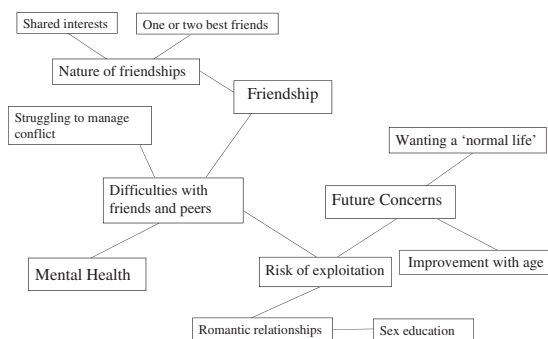 Shared interests
One or two best friends
Nature of friendships
Friendship
Struggling to manage
conflict
Wanting a ‘normal life’
Difficulties with
friends and peers
Future Concerns
Mental Health
Risk of exploitation
Improvement with age
Romantic relationships
Sex education